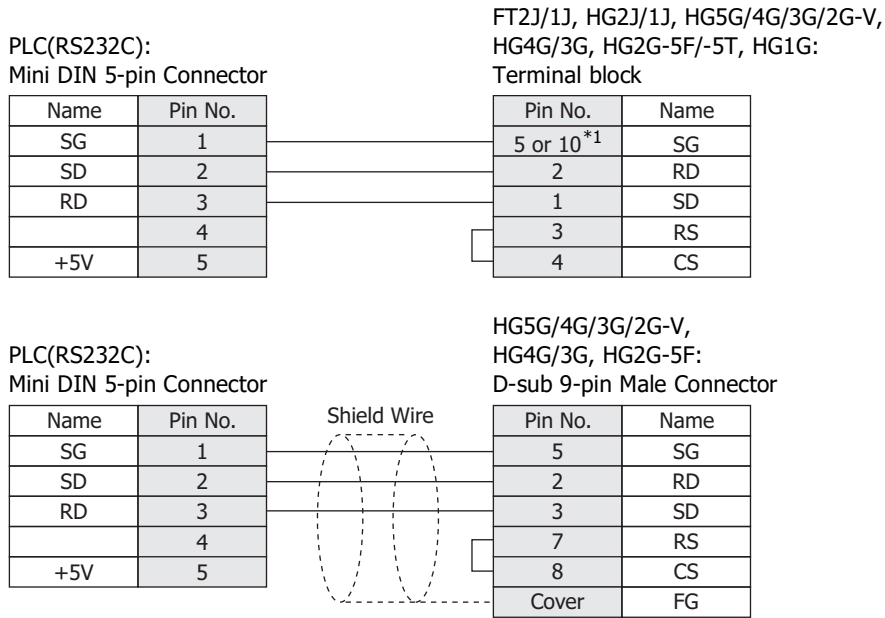 FT2J/1J, HG2J/1J, HG5G/4G/3G/2G-V,
PLC(RS232C): HG4G/3G, HG2G-5F/-5T, HG1G:
Mini DIN 5-pin Connector Terminal block
Name Pin No. Pin No. Name
SG 1 5 or 10*1 SG
SD 2 2 RD
RD 3 1 SD
4 3 RS
+5V 5 4 CS
HG5G/4G/3G/2G-V,
PLC(RS232C): HG4G/3G, HG2G-5F:
Mini DIN 5-pin Connector D-sub 9-pin Male Connector
Name Pin No. Shield Wire Pin No. Name
SG 1 5 SG
SD 2 2 RD
RD 3 3 SD
4 7 RS
+5V 5 8 CS
Cover FG